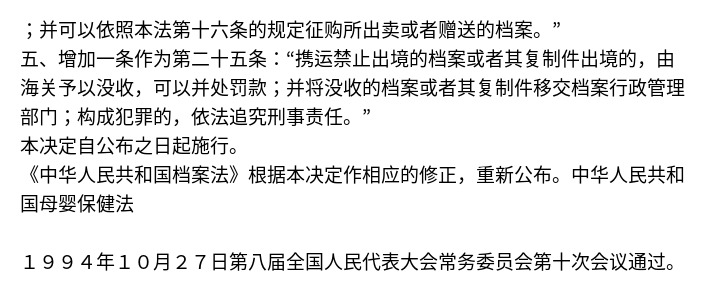 ；并可以依照本法第十六条的规定征购所出卖或者赠送的档案。”
五、增加一条作为第二十五条：“携运禁止出境的档案或者其复制件出境的，由
海关予以没收，可以并处罚款；并将没收的档案或者其复制件移交档案行政管理
部门；构成犯罪的，依法追究刑事责任。”
本决定自公布之日起施行。
《中华人民共和国档案法》根据本决定作相应的修正，重新公布。中华人民共和
国母婴保健法
１９９４年１０月２７日第八届全国人民代表大会常务委员会第十次会议通过。